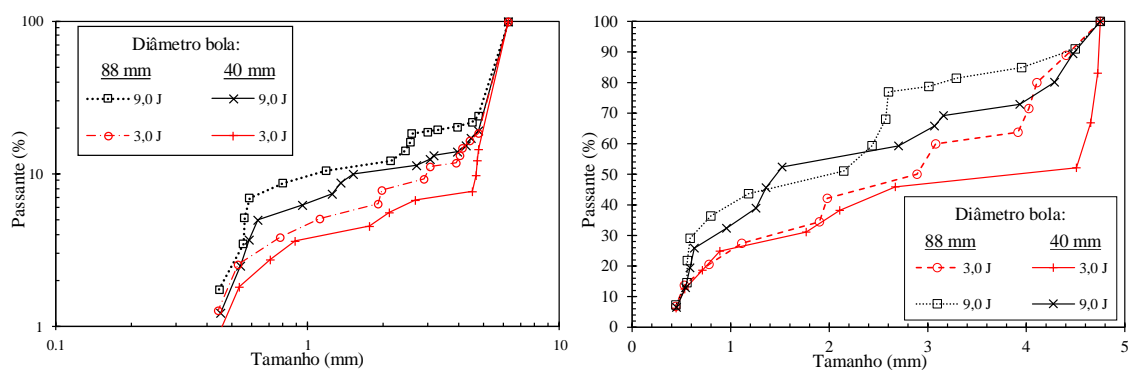 100
10
1
Passante (%)
0.1
1
10
Tamanho (mm)
Diâmetro bola:
88 mm 40 mm
9,0 J 9,0 J
3,0 J 3,0 J
100
90
80
70
60
50
40
30
20
10
0
Passante (%)
0 1 2 3 4 5
Tamanho (mm)
Diâmetro bola:
88 mm 40 mm
3,0 J 3,0 J
9,0 J 9,0 J